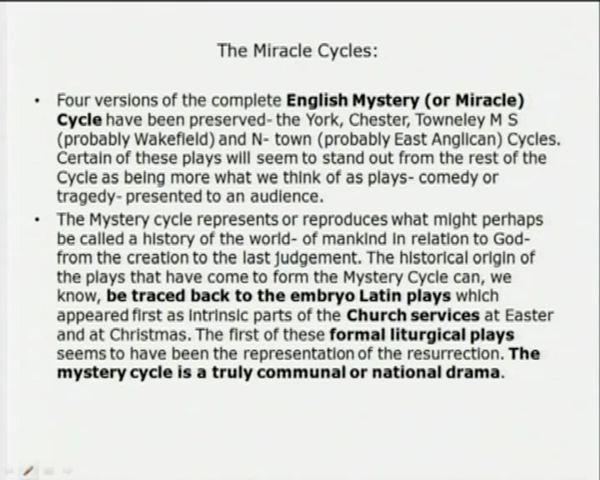 The Miracle Cycles:
• Four versions of the complete English Mystery (or Miracle)
Cycle have been preserved- the York, Chester, Towneley M S
(probably Wakefield) and N- town (probably East Anglican) Cycles.
Certain of these plays will seem to stand out from the rest of the
Cycle as being more what we think of as plays- comedy or
tragedy- presented to an audience.
• The Mystery cycle represents or reproduces what might perhaps
be called a history of the world- of mankind in relation to God-
from the creation to the last judgement. The historical origin of
the plays that have come to form the Mystery Cycle can, we
know, be traced back to the embryo Latin plays which
appeared first as intrinsic parts of the Church services at Easter
and at Christmas. The first of these formal liturgical plays
seems to have been the representation of the resurrection. The
mystery cycle is a truly communal or national drama.